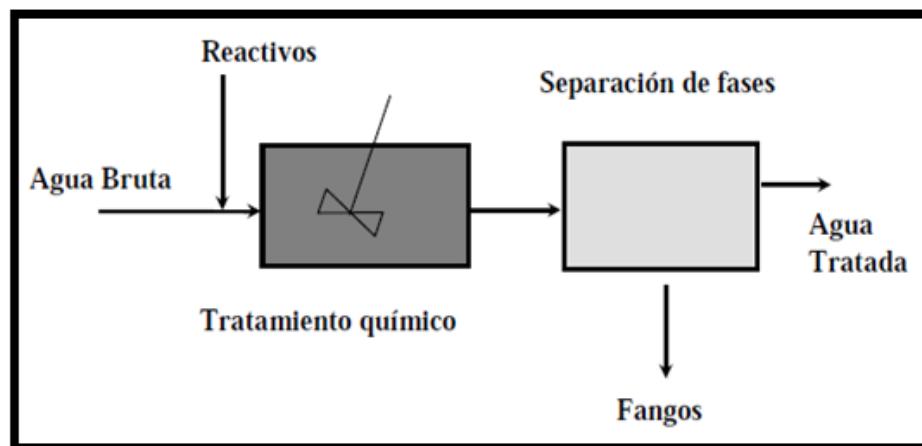 Reactivos
Separación de fases
Agua Bruta
Agua
Tratada
Tratamiento químico
Fangos